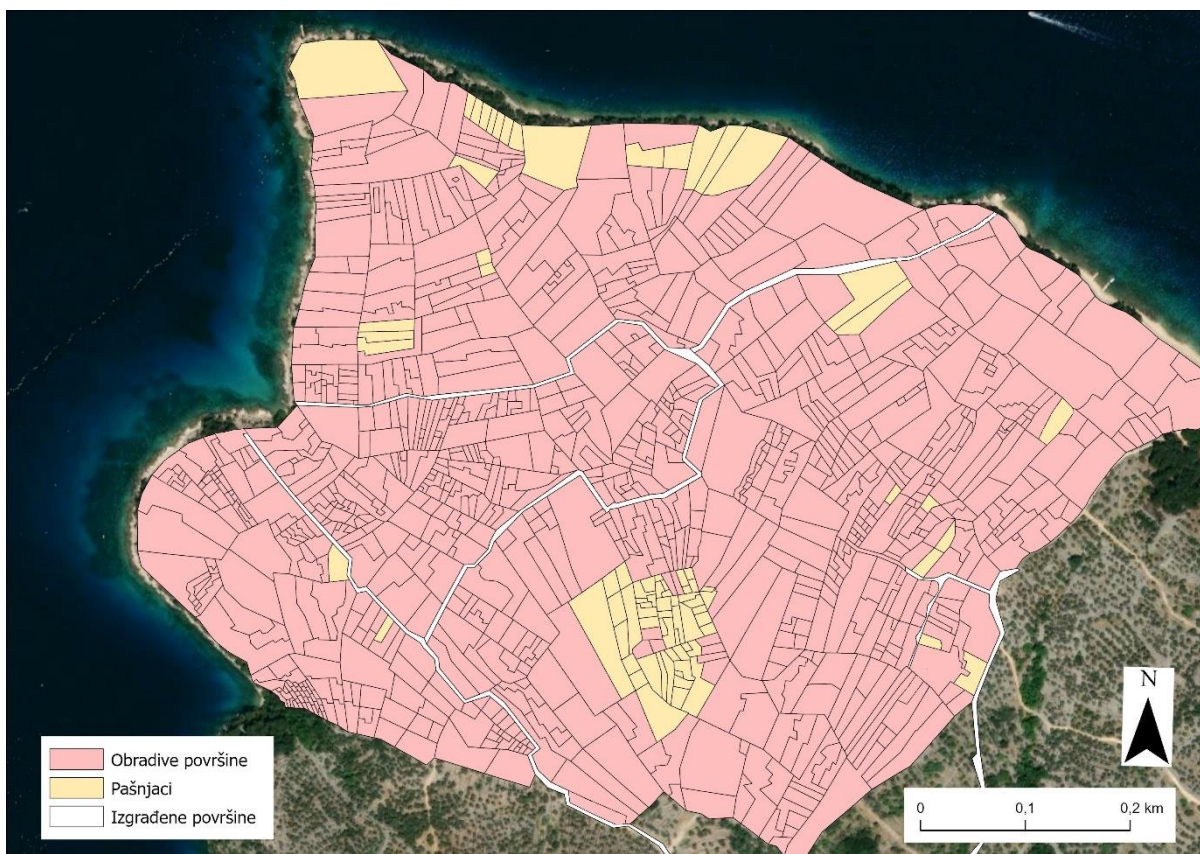 N
Obradive površine
Pašnjaci
Izgrađene površine
0 0,1 0,2 km